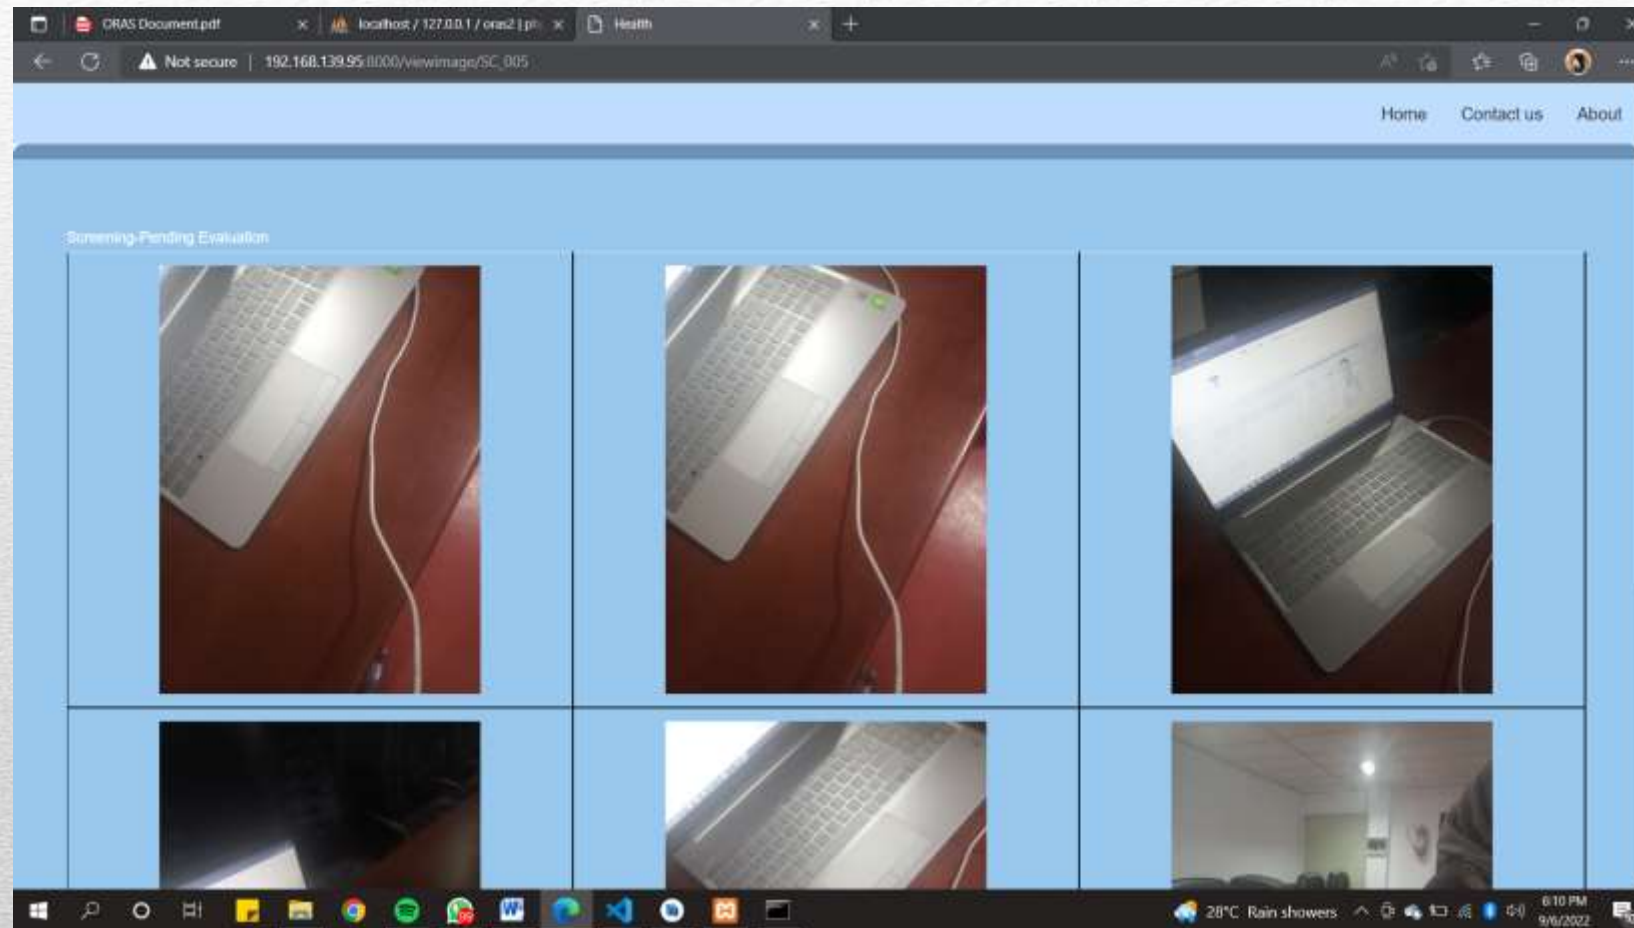 ORAS Document.pdf
localhost / 127.0.0.1 / oras2 | ph
Health
Not secure | 192.168.139.95:8000/viewimage/SC_005
Home Contact us About
Screening-Pending Evaluation
28°C Rain showers
6:10 PM
9/6/2022